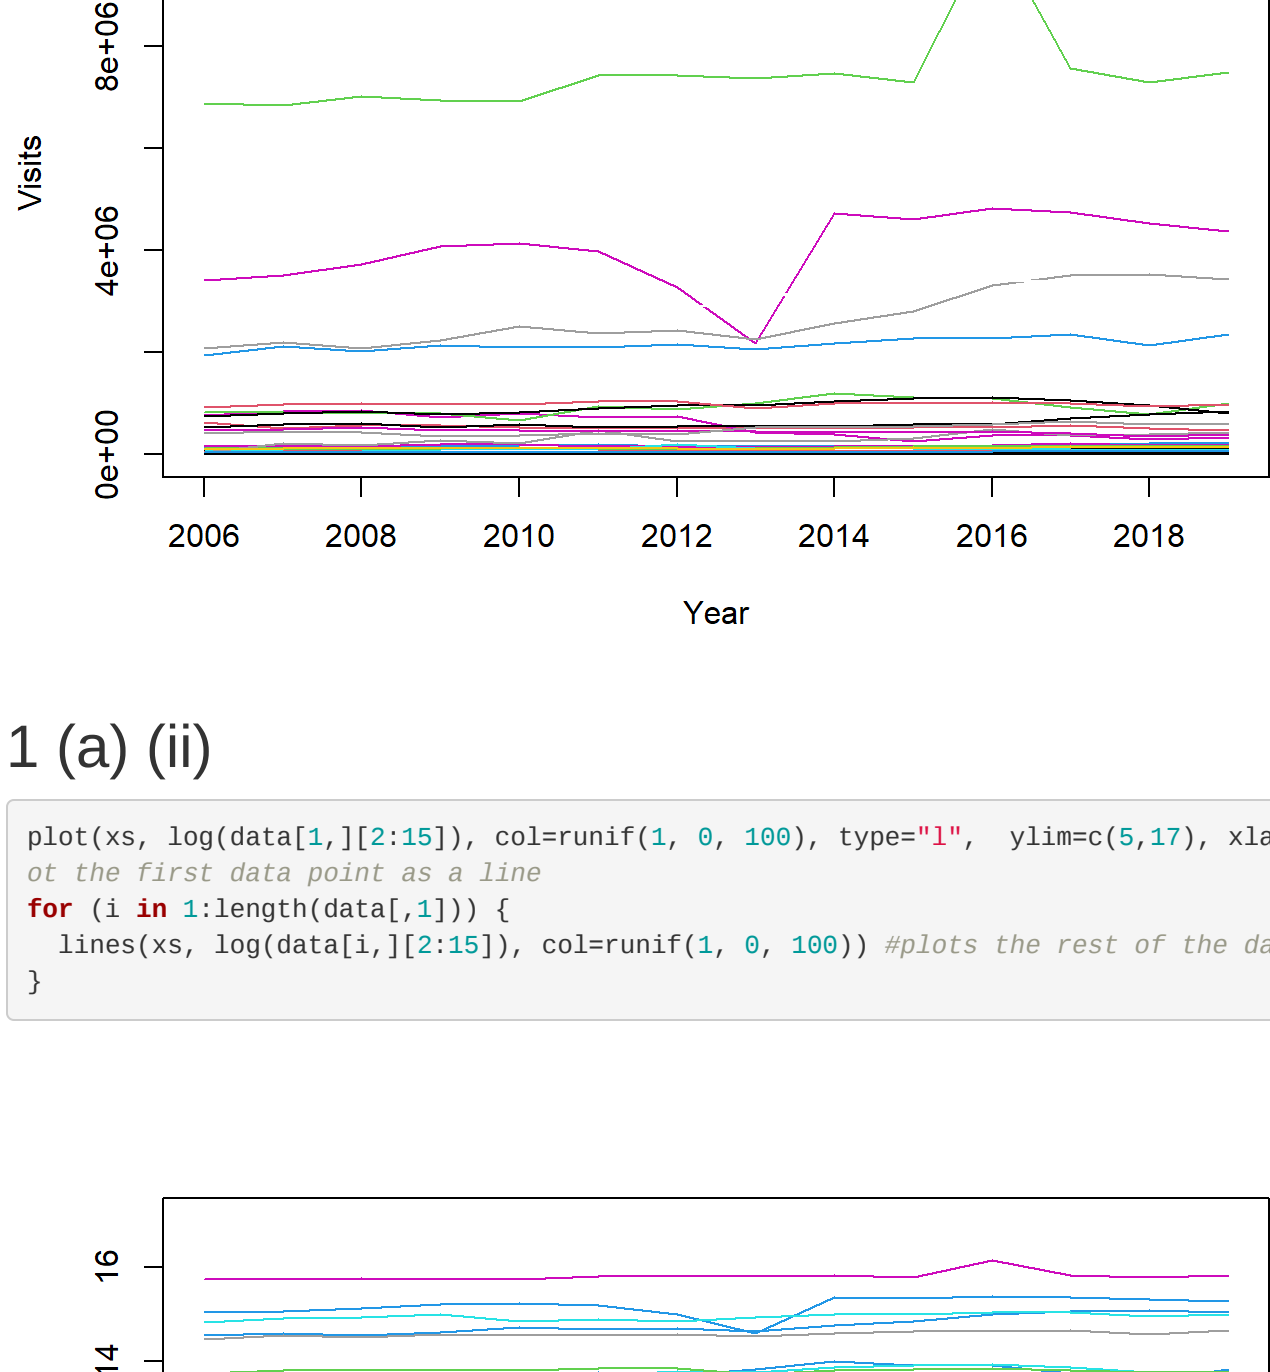 8e+06
4e+06
0e+00
Visits
2006 2008 2010 2012 2014 2016 2018
Year
1 (a) (ii)
plot(xs, log(data[1,][2:15]), col=runif(1, 0, 100), type="l",  ylim=c(5,17), xla
ot the first data point as a line
for (i in 1:length(data[,1])) {
  lines(xs, log(data[i,][2:15]), col=runif(1, 0, 100)) #plots the rest of the da
}
16
14